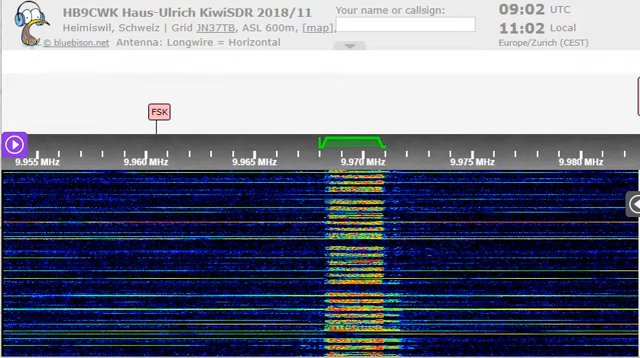 HB9CWK Haus-Ulrich KiwiSDR 2018/11
Heimiswil, Schweiz | Grid JN37TB, ASL 600m, [map]
© bluebison.net Antenna: Longwire = Horizontal
Your name or callsign:
09:02 UTC
11:02 Local
Europe/Zurich (CEST)
FSK
9.955 MHz 9.960 MHz 9.965 MHz 9.970 MHz 9.975 MHz 9.980 MHz